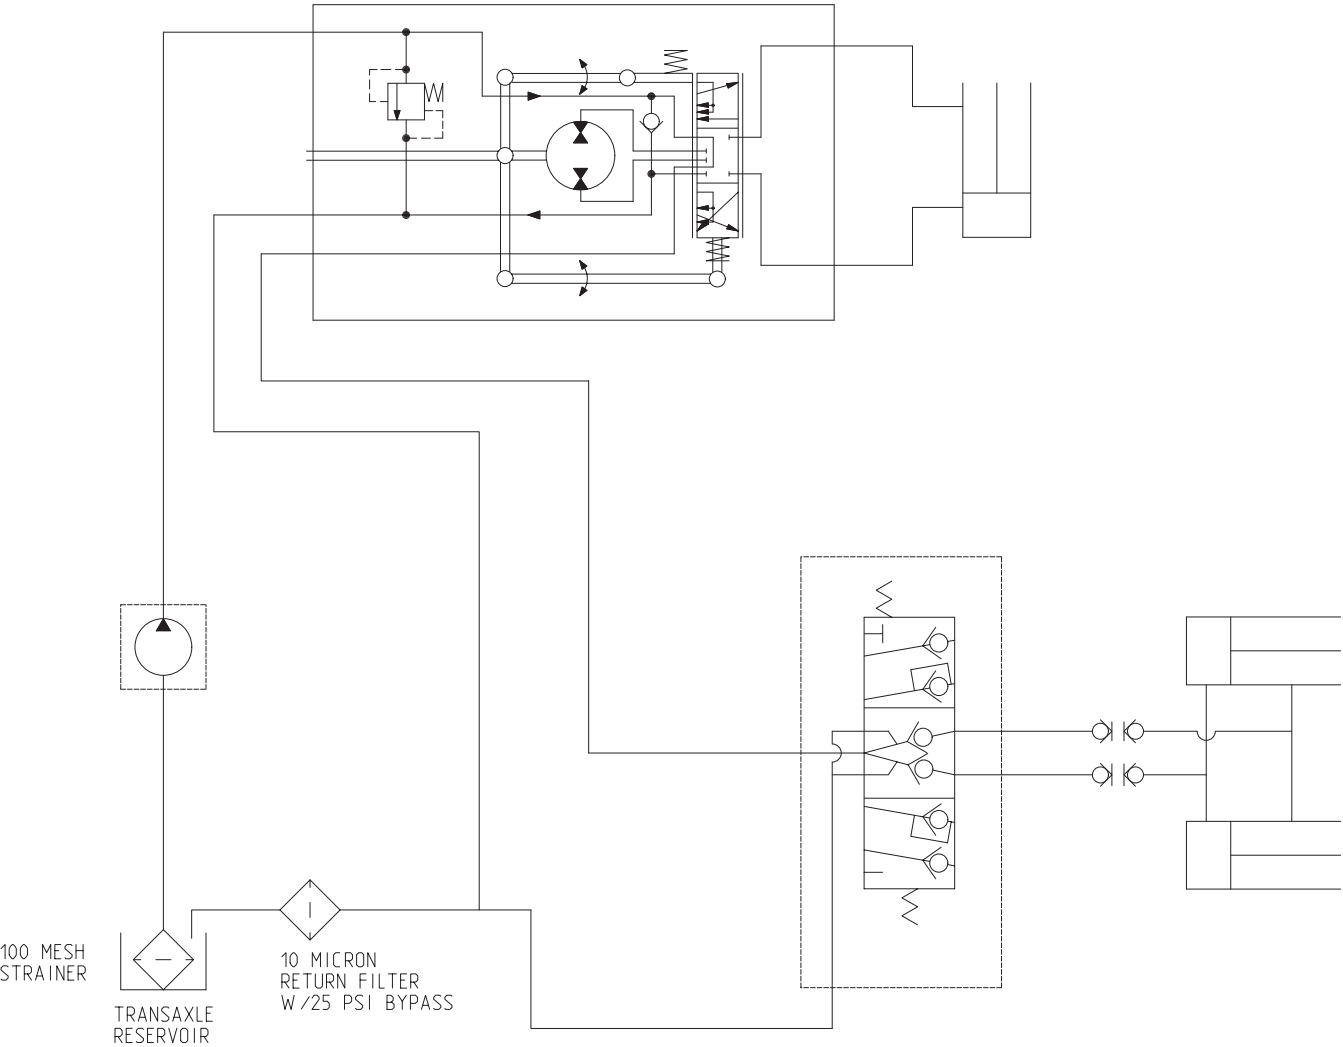 100 MESH
STRAINER
TRANSAXLE
RESERVOIR
10 MICRON
RETURN FILTER
W/25 PSI BYPASS